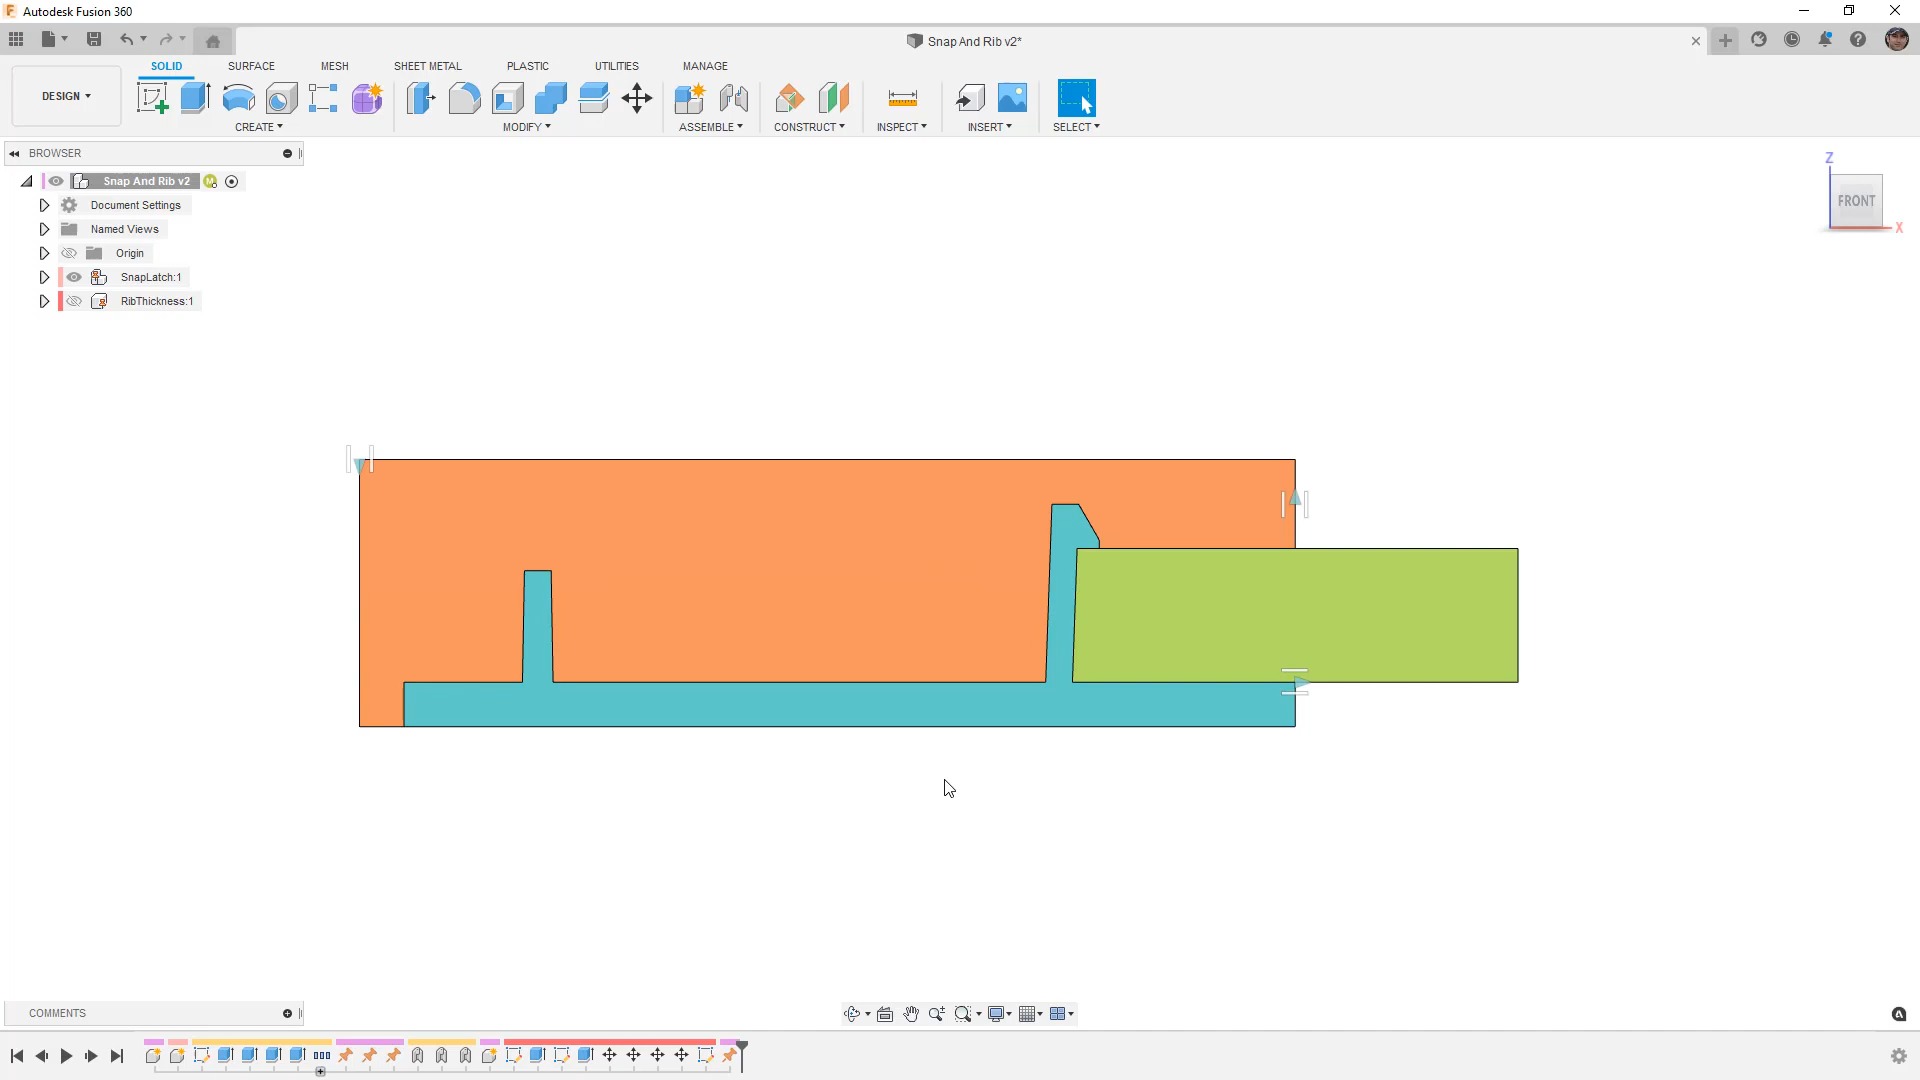 Autodesk Fusion 360
Snap And Rib v2*
DESIGN
SOLID SURFACE MESH SHEET METAL PLASTIC UTILITIES MANAGE
CREATE MODIFY ASSEMBLE CONSTRUCT INSPECT INSERT SELECT
BROWSER
Snap And Rib v2
Document Settings
Named Views
Origin
SnapLatch:1
RibThickness:1
Z
FRONT
X
COMMENTS